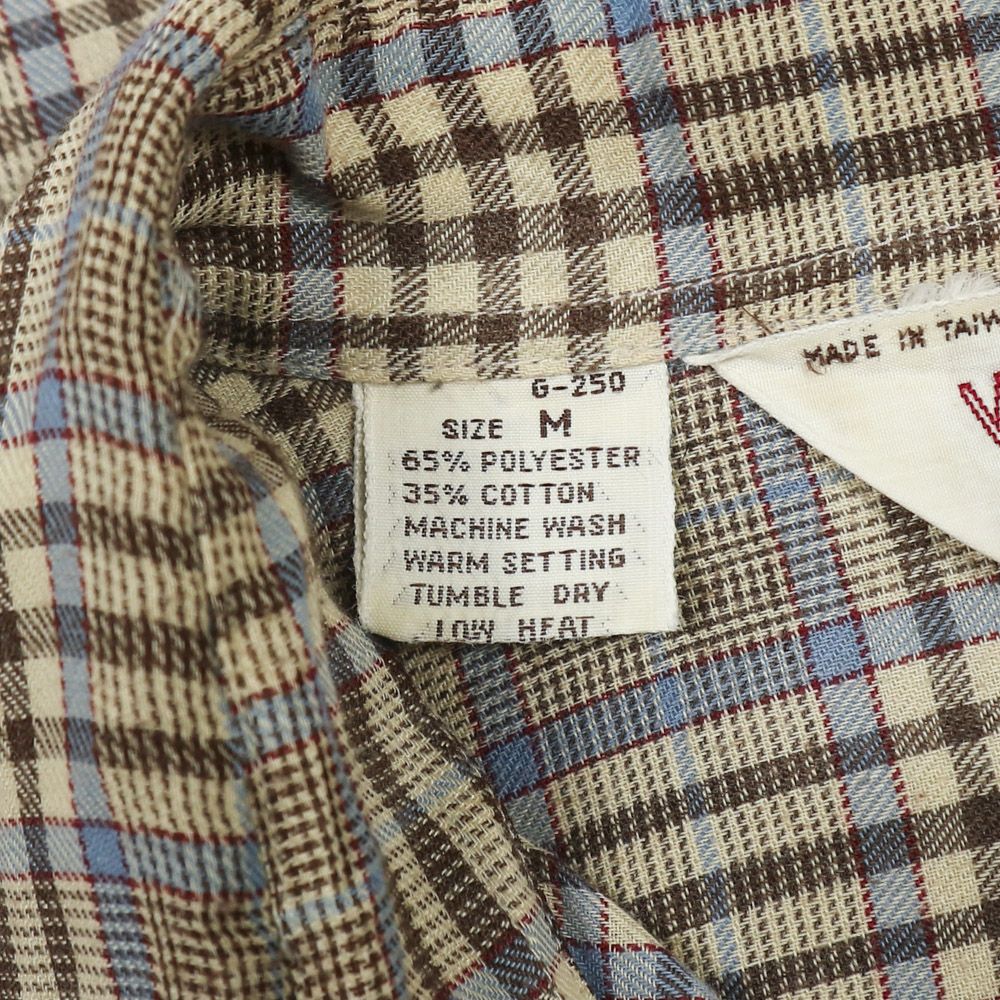 G-250
SIZE M
65% POLYESTER
35% COTTON
MACHINE WASH
WARM SETTING
TUMBLE DRY
LOW HEAT
MADE IN TAIW